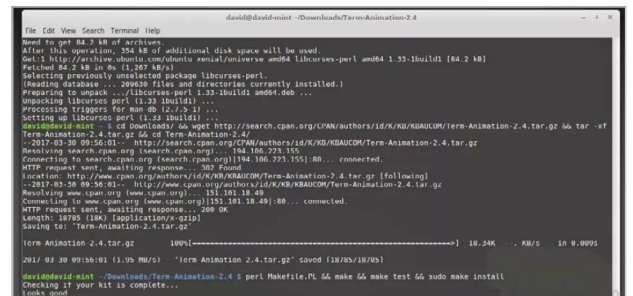 david@david-mint ~/Downloads/Term-Animation-2.4
File Edit View Search Terminal Help
Need to get 84.2 kB of archives.
After this operation, 354 kB of additional disk space will be used.
Get:1 http://archive.ubuntu.com/ubuntu xenial/universe amd64 libcurses-perl amd64 1.33-1build1 [84.2 kB]
Fetched 84.2 kB in 0s (1,267 kB/s)
Selecting previously unselected package libcurses-perl.
(Reading database ... 209630 files and directories currently installed.)
Preparing to unpack .../libcurses-perl 1.33-1build1 amd64.deb ...
Unpacking libcurses perl (1.33 1build1) ...
Processing triggers for man db (2.7.5 1) ...
Setting up libcurses perl (1.33 1build1) ...
david@david-mint ~ $ cd Downloads/ && wget http://search.cpan.org/CPAN/authors/id/K/KB/KBAUCOM/Term-Animation-2.4.tar.gz && tar -xf
Term-Animation-2.4.tar.gz && cd Term-Animation-2.4/
--2017-03-30 09:56:01-- http://search.cpan.org/CPAN/authors/id/K/KB/KBAUCOM/Term-Animation-2.4.tar.gz
Resolving search.cpan.org (search.cpan.org)... 194.106.223.155
Connecting to search.cpan.org (search.cpan.org)|194.106.223.155|:80... connected.
HTTP request sent, awaiting response... 302 Found
Location: http://www.cpan.org/authors/id/K/KB/KBAUCOM/Term-Animation-2.4.tar.gz [following]
--2017-03-30 09:56:01-- http://www.cpan.org/authors/id/K/KB/KBAUCOM/Term-Animation-2.4.tar.gz
Resolving www.cpan.org (www.cpan.org)... 151.101.18.49
Connecting to www.cpan.org (www.cpan.org)|151.101.18.49|:80... connected.
HTTP request sent, awaiting response... 200 OK
Length: 18785 (18K) [application/x-gzip]
Saving to: 'Term-Animation-2.4.tar.gz'
Term Animation 2.4.tar.gz 100%[=================================================>] 18.34K --.-KB/s in 0.009s
2017 03 30 09:56:01 (1.95 MB/s) - 'Term Animation 2.4.tar.gz' saved [18785/18785]
david@david-mint ~/Downloads/Term-Animation-2.4 $ perl Makefile.PL && make && make test && sudo make install
Checking if your kit is complete...
Looks good